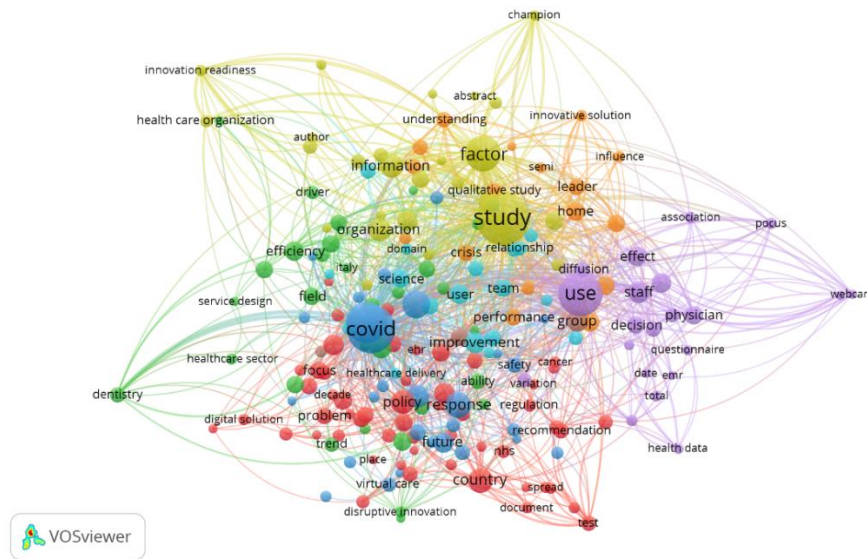 champion
innovation readiness
abstract
health care organization
understanding
innovative solution
author
factor
information
semi
influence
driver
qualitative study
leader
study
home
association
pocus
organization
domain
crisis
relationship
efficiency
effect
italy
science
diffusion
service design
field
user
team
use
staff
webcam
covid
performance
group
decision
physician
improvement
healthcare sector
ehr
questionnaire
focus
healthcare delivery
safety
cancer
date
emr
dentistry
decade
ability
variation
total
policy
response
regulation
digital solution
problem
recommendation
trend
future
health data
place
nhs
virtual care
country
spread
disruptive innovation
document
test
VOSviewer